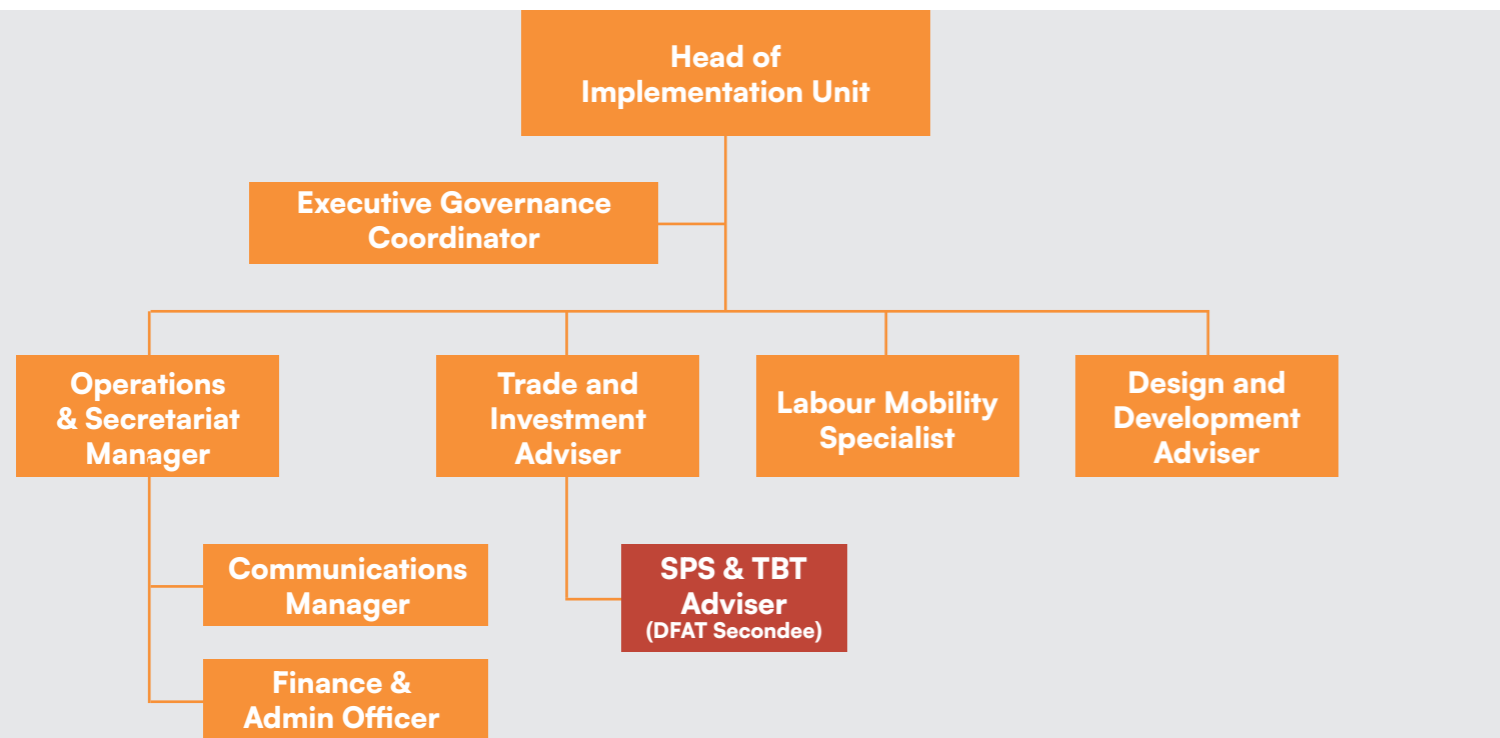 Head of
Implementation Unit
Executive Governance
Coordinator
Operations
& Secretariat
Manager
Trade and
Investment
Adviser
Labour Mobility
Specialist
Design and
Development
Adviser
Communications
Manager
SPS & TBT
Adviser
(DFAT Secondee)
Finance &
Admin Officer